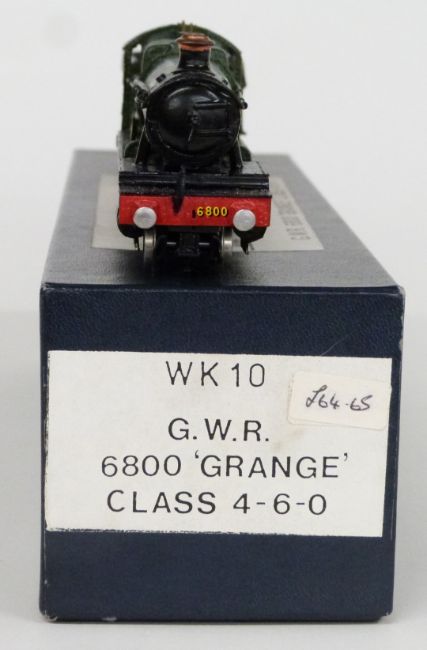 6800
WK10
£64-65
G.W.R.
6800 'GRANGE'
CLASS 4-6-0